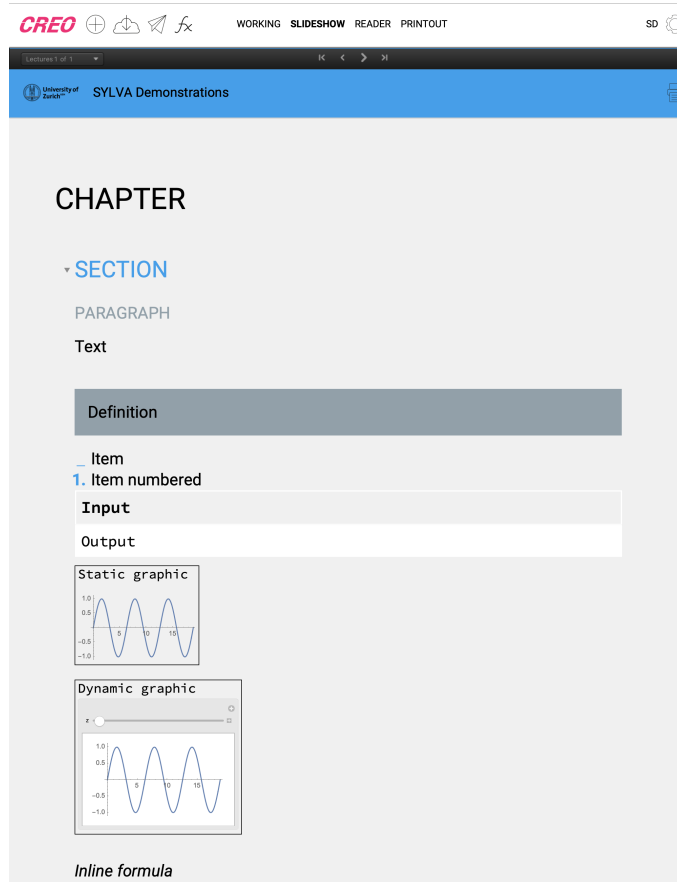 CREO fx WORKING SLIDESHOW READER PRINTOUT SD
Lectures 1 of 1
University of
Zurich UZH
SYLVA Demonstrations
CHAPTER
SECTION
PARAGRAPH
Text
Definition
_ Item
1. Item numbered
Input
Output
Static graphic
1.0
0.5
5 10 15
-0.5
-1.0
Dynamic graphic
z
1.0
0.5
5 10 15
-0.5
-1.0
Inline formula